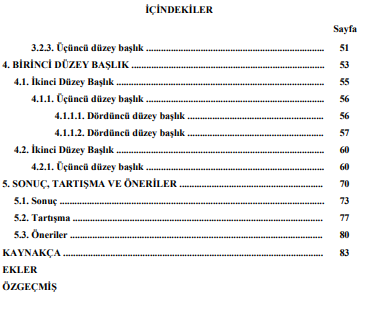 İÇİNDEKİLER
Sayfa
3.2.3. Üçüncü düzey başlık ........................................................................ 51
4. BİRİNCİ DÜZEY BAŞLIK .............................................................................. 53
4.1. İkinci Düzey Başlık .................................................................................. 55
4.1.1. Üçüncü düzey başlık ........................................................................ 56
4.1.1.1. Dördüncü düzey başlık ...................................................... 56
4.1.1.2. Dördüncü düzey başlık ...................................................... 57
4.2. İkinci Düzey Başlık .................................................................................. 60
4.2.1. Üçüncü düzey başlık ........................................................................ 60
5. SONUÇ, TARTIŞMA VE ÖNERİLER .......................................................... 70
5.1. Sonuç ........................................................................................................ 73
5.2. Tartışma ................................................................................................... 77
5.3. Öneriler .................................................................................................... 80
KAYNAKÇA ........................................................................................................ 83
EKLER
ÖZGEÇMİŞ